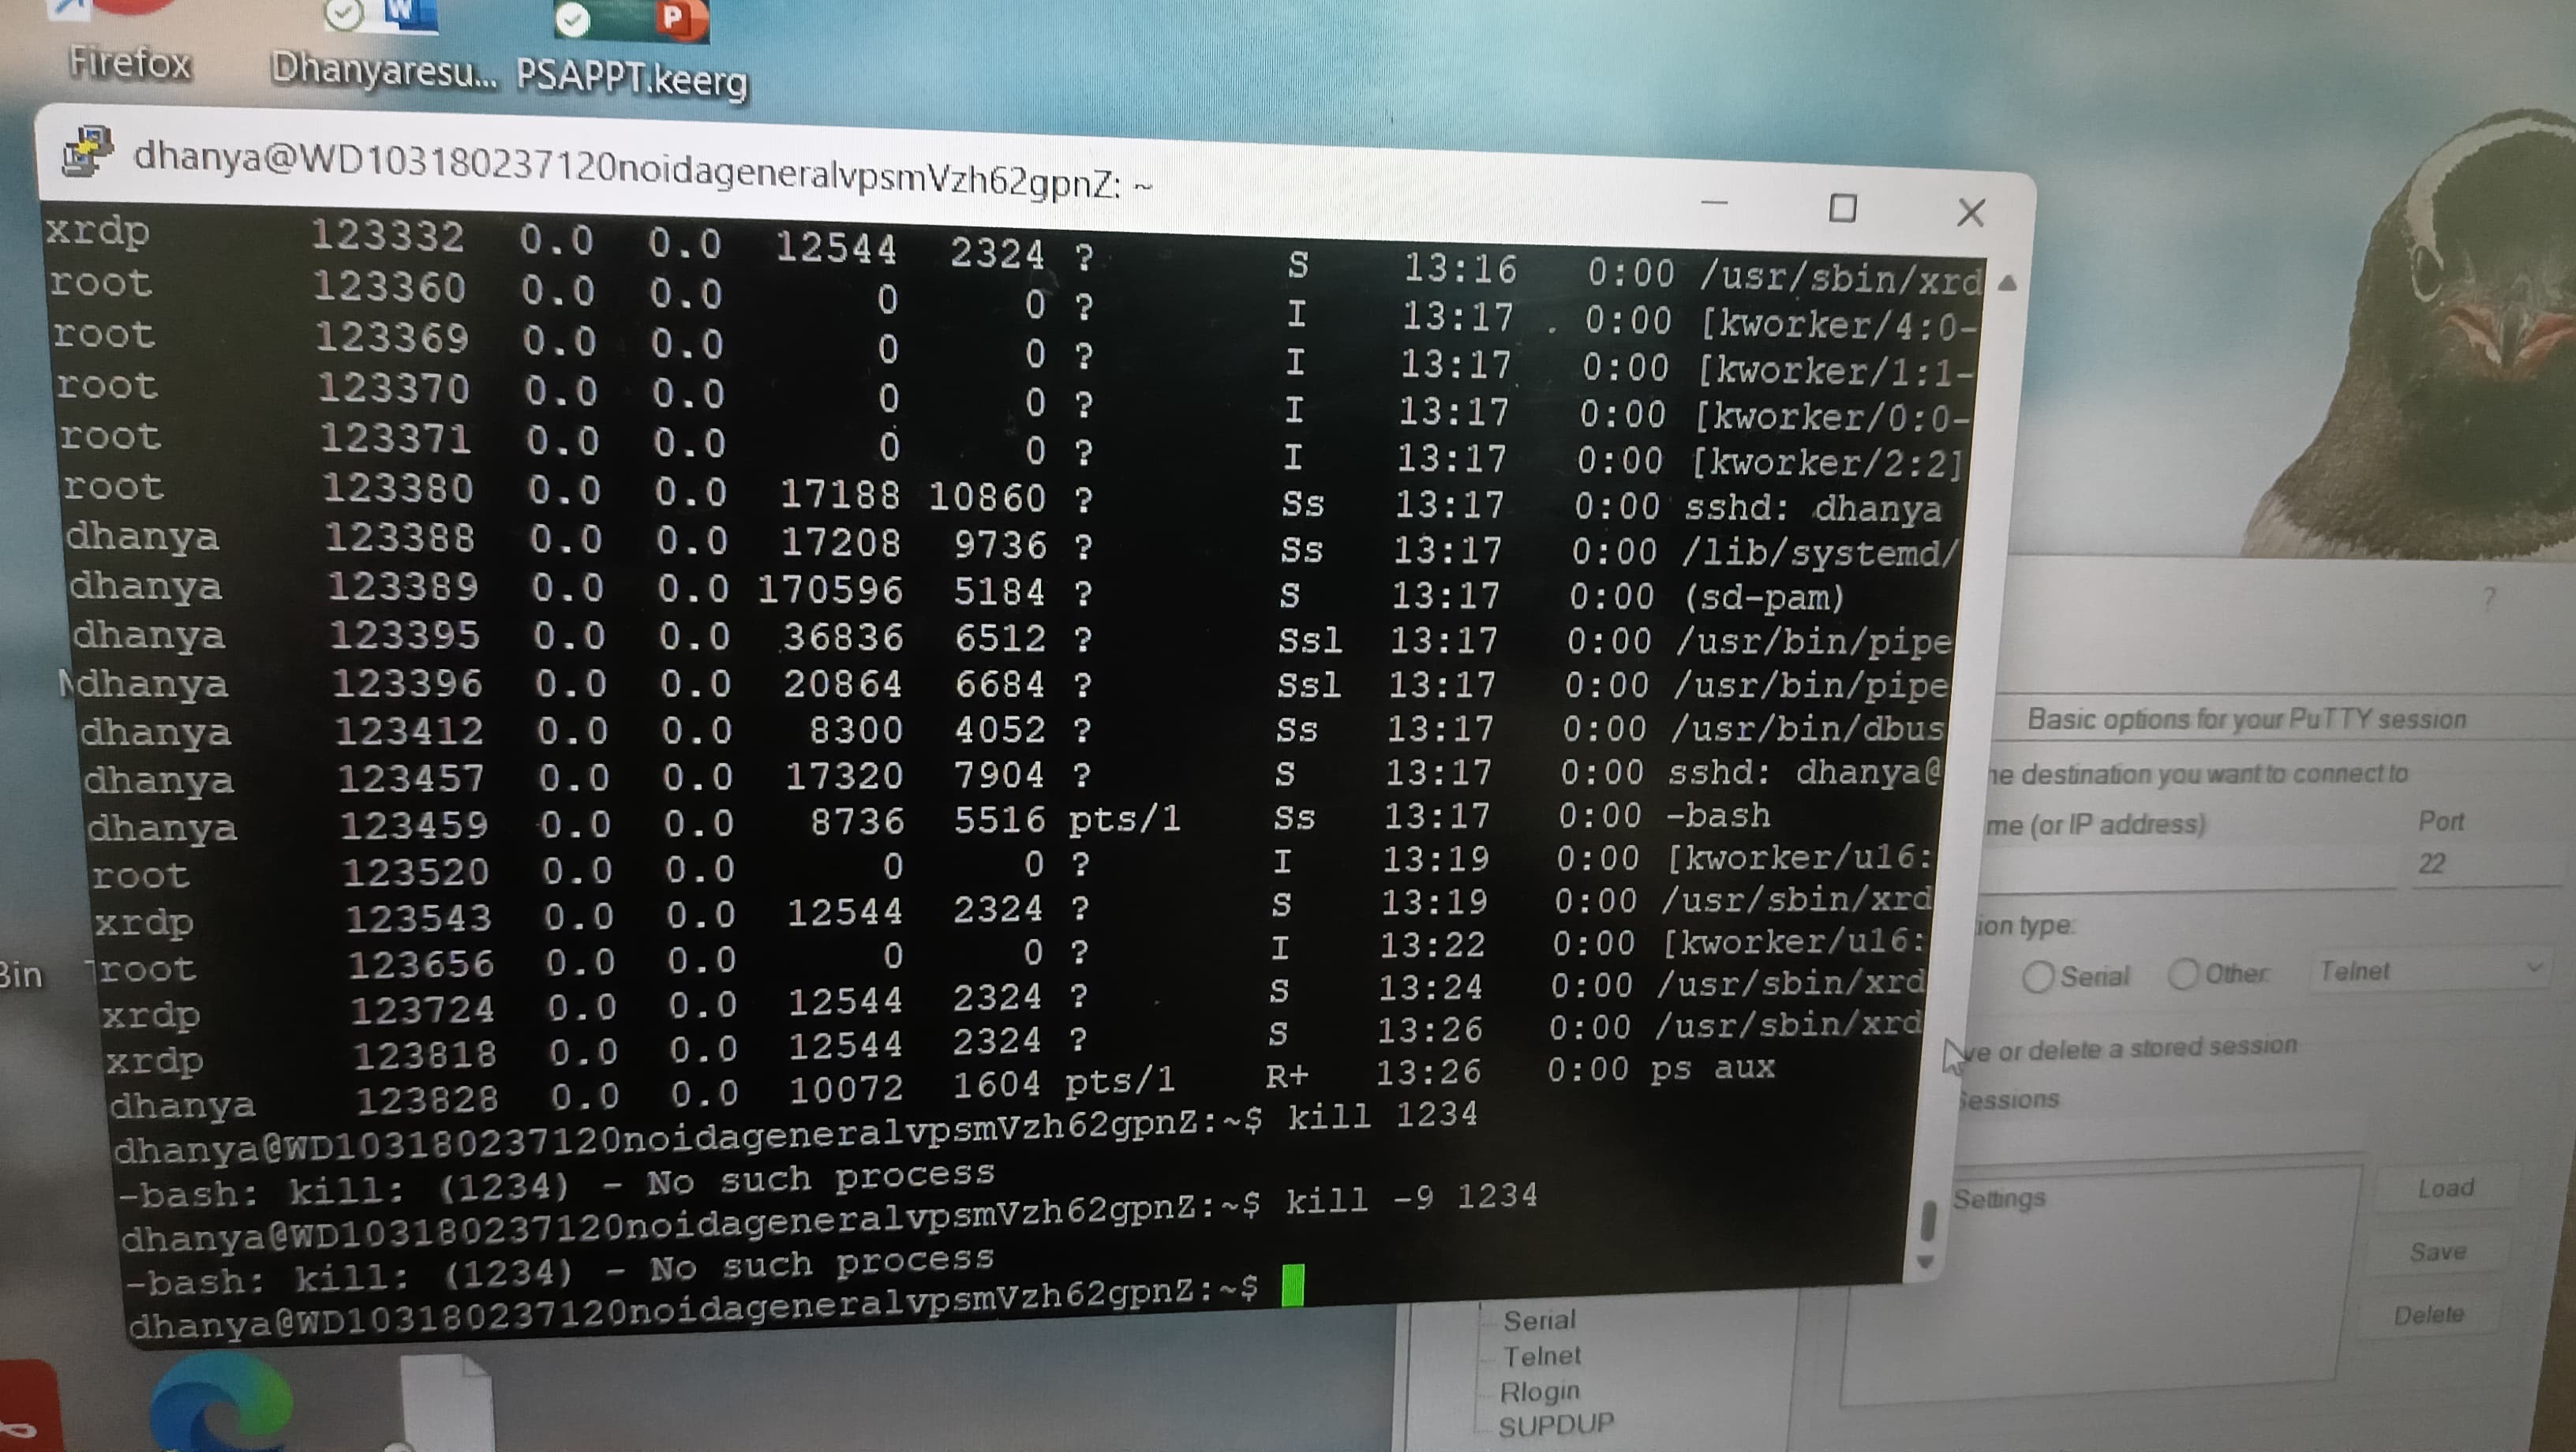 Firefox
Dhanyaresu...
PSAPPT.keerg
dhanya@WD103180237120noidageneralvpsmVzh62gpnZ: ~
xrdp 123332 0.0 0.0 12544 2324 ? S 13:16 0:00 /usr/sbin/xrd
root 123360 0.0 0.0 0 0 ? I 13:17 0:00 [kworker/4:0-
root 123369 0.0 0.0 0 0 ? I 13:17 0:00 [kworker/1:1-
root 123370 0.0 0.0 0 0 ? I 13:17 0:00 [kworker/0:0-
root 123371 0.0 0.0 0 0 ? I 13:17 0:00 [kworker/2:2]
root 123380 0.0 0.0 17188 10860 ? Ss 13:17 0:00 sshd: dhanya
dhanya 123388 0.0 0.0 17208 9736 ? Ss 13:17 0:00 /lib/systemd/
dhanya 123389 0.0 0.0 170596 5184 ? S 13:17 0:00 (sd-pam)
dhanya 123395 0.0 0.0 36836 6512 ? Ssl 13:17 0:00 /usr/bin/pipe
dhanya 123396 0.0 0.0 20864 6684 ? Ssl 13:17 0:00 /usr/bin/pipe
dhanya 123412 0.0 0.0 8300 4052 ? Ss 13:17 0:00 /usr/bin/dbus
dhanya 123457 0.0 0.0 17320 7904 ? S 13:17 0:00 sshd: dhanya@
dhanya 123459 0.0 0.0 8736 5516 pts/1 Ss 13:17 0:00 -bash
root 123520 0.0 0.0 0 0 ? I 13:19 0:00 [kworker/u16:
xrdp 123543 0.0 0.0 12544 2324 ? S 13:19 0:00 /usr/sbin/xrd
root 123656 0.0 0.0 0 0 ? I 13:22 0:00 [kworker/u16:
xrdp 123724 0.0 0.0 12544 2324 ? S 13:24 0:00 /usr/sbin/xrd
xrdp 123818 0.0 0.0 12544 2324 ? S 13:26 0:00 /usr/sbin/xrd
dhanya 123828 0.0 0.0 10072 1604 pts/1 R+ 13:26 0:00 ps aux
dhanya@WD103180237120noidageneralvpsmVzh62gpnZ:~$ kill 1234
-bash: kill: (1234) - No such process
dhanya@WD103180237120noidageneralvpsmVzh62gpnZ:~$ kill -9 1234
-bash: kill: (1234) - No such process
dhanya@WD103180237120noidageneralvpsmVzh62gpnZ:~$
Bin
?
Basic options for your PuTTY session
he destination you want to connect to
me (or IP address) Port
22
ion type:
Serial Other: Telnet
ve or delete a stored session
Sessions
Settings
Load
Save
Delete
Serial
Telnet
Rlogin
SUPDUP